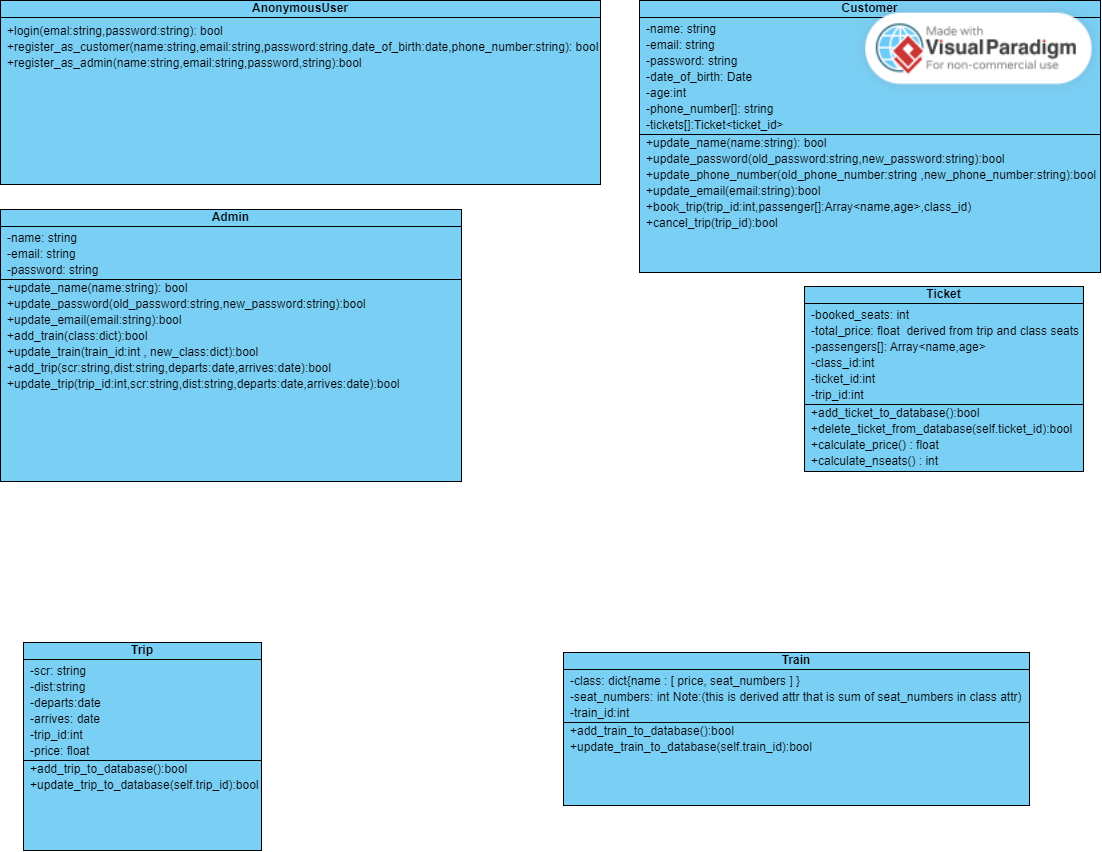 AnonymousUser
+login(emal:string,password:string): bool
+register_as_customer(name:string,email:string,password:string,date_of_birth:date,phone_number:string): bool
+register_as_admin(name:string,email:string,password,string):bool
Customer
-name: string
-email: string
-password: string
-date_of_birth: Date
-age:int
-phone_number[]: string
-tickets[]:Ticket<ticket_id>
+update_name(name:string): bool
+update_password(old_password:string,new_password:string):bool
+update_phone_number(old_phone_number:string ,new_phone_number:string):bool
+update_email(email:string):bool
+book_trip(trip_id:int,passenger[]:Array<name,age>,class_id)
+cancel_trip(trip_id):bool
Made with
Visual Paradigm
For non-commercial use
Admin
-name: string
-email: string
-password: string
+update_name(name:string): bool
+update_password(old_password:string,new_password:string):bool
+update_email(email:string):bool
+add_train(class:dict):bool
+update_train(train_id:int , new_class:dict):bool
+add_trip(scr:string,dist:string,departs:date,arrives:date):bool
+update_trip(trip_id:int,scr:string,dist:string,departs:date,arrives:date):bool
Ticket
-booked_seats: int
-total_price: float  derived from trip and class seats
-passengers[]: Array<name,age>
-class_id:int
-ticket_id:int
-trip_id:int
+add_ticket_to_database():bool
+delete_ticket_from_database(self.ticket_id):bool
+calculate_price() : float
+calculate_nseats() : int
Trip
-scr: string
-dist:string
-departs:date
-arrives: date
-trip_id:int
-price: float
+add_trip_to_database():bool
+update_trip_to_database(self.trip_id):bool
Train
-class: dict{name : [ price, seat_numbers ] }
-seat_numbers: int Note:(this is derived attr that is sum of seat_numbers in class attr)
-train_id:int
+add_train_to_database():bool
+update_train_to_database(self.train_id):bool